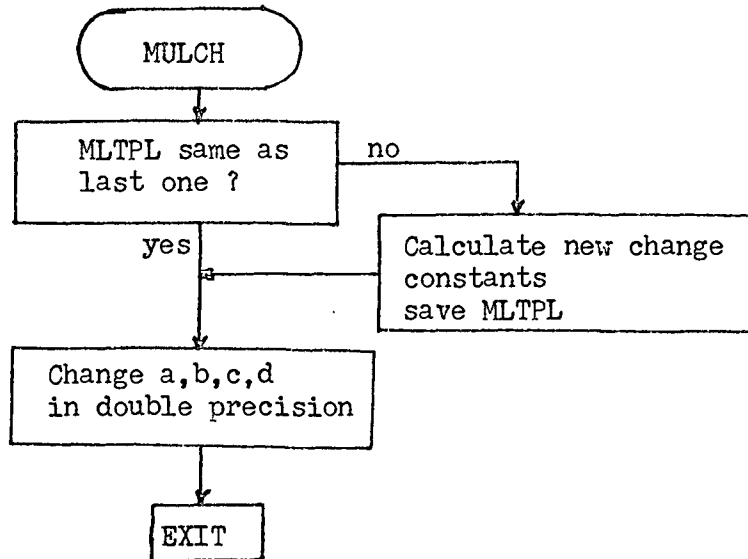 MULCH
MLTPL same as
last one ?
no
yes
Calculate new change
constants
save MLTPL
Change a,b,c,d
in double precision
EXIT